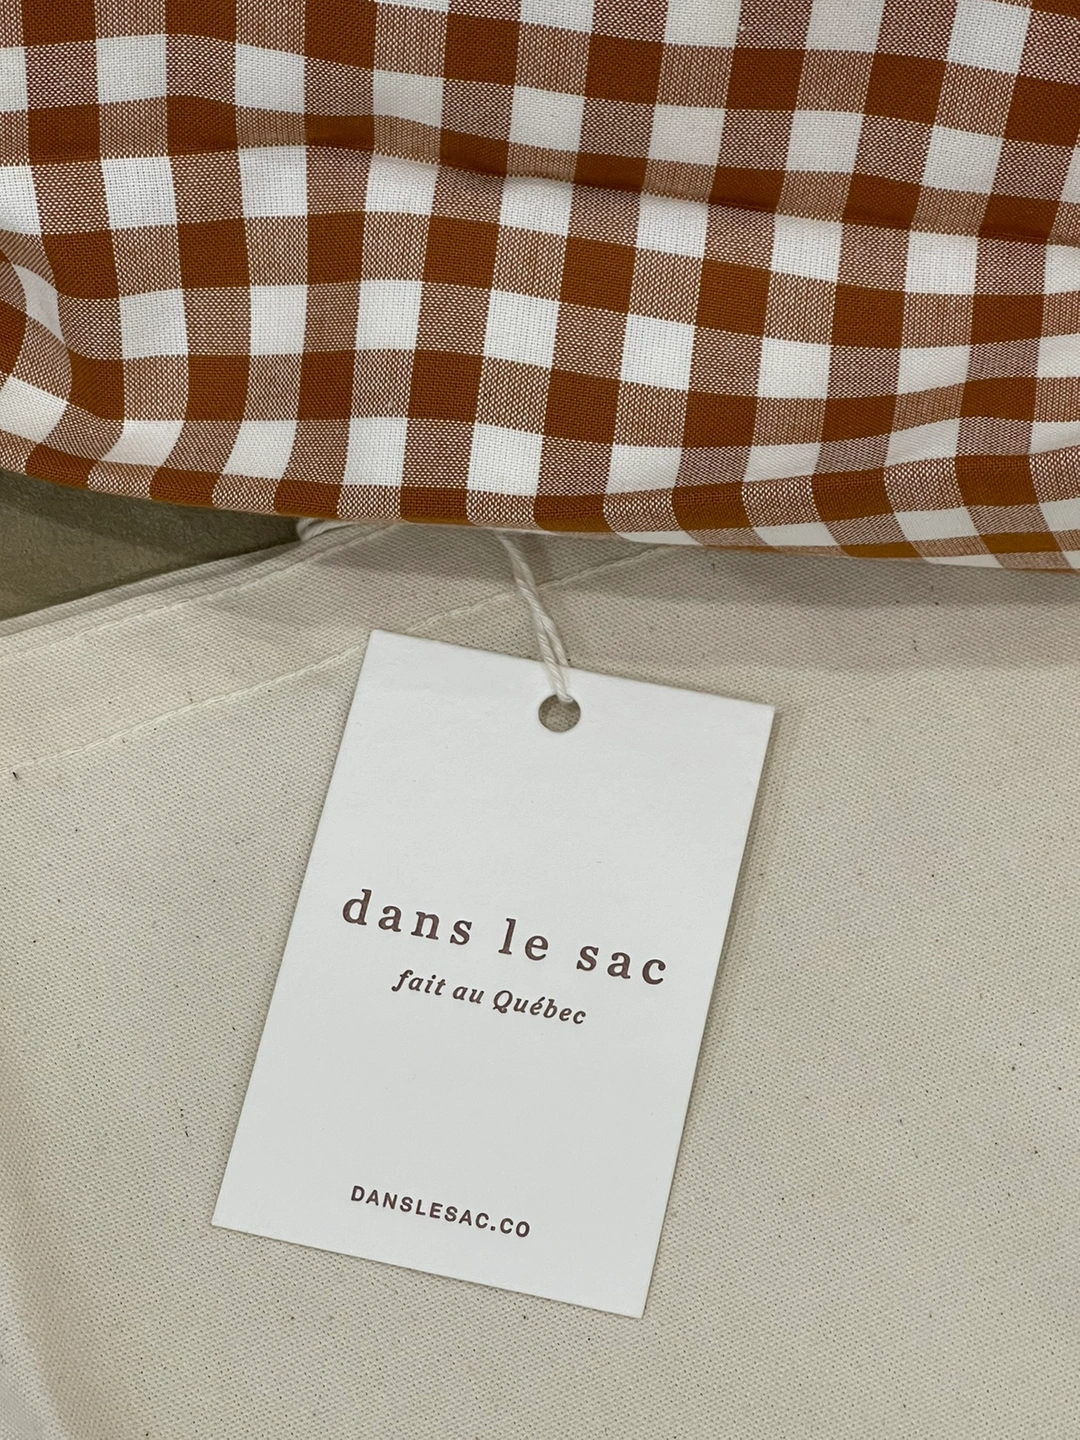 dans le sac
fait au Québec
DANSLESAC.CO